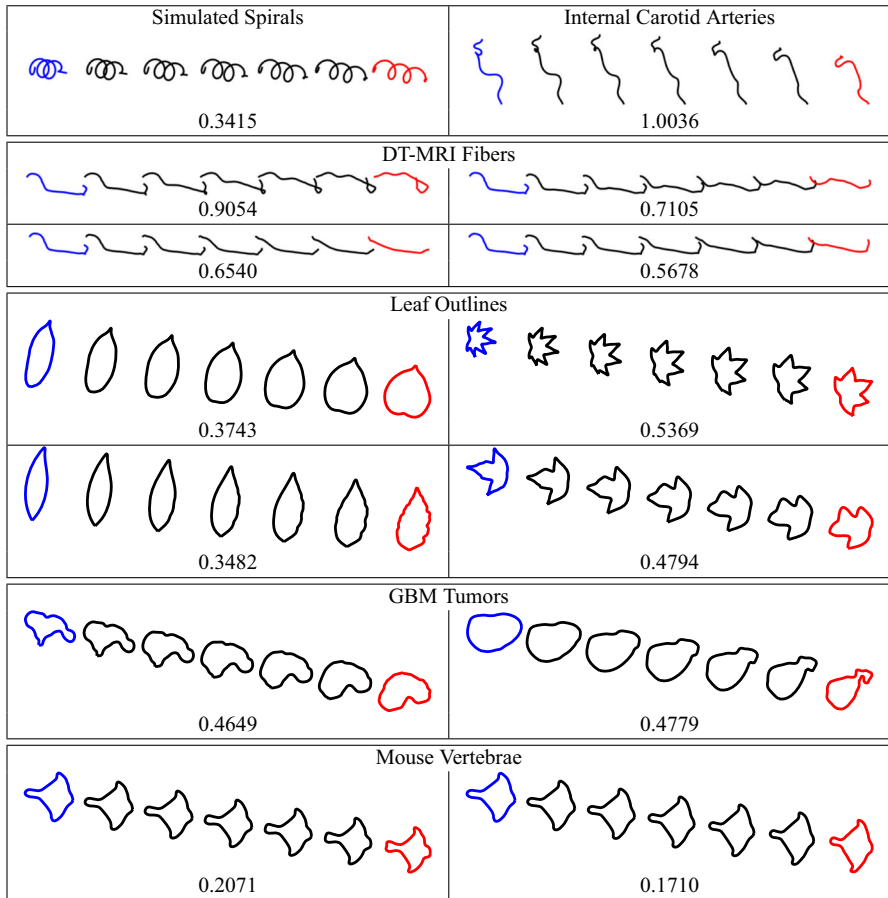 Simulated Spirals
Internal Carotid Arteries
0.3415
1.0036
DT-MRI Fibers
0.9054
0.7105
0.6540
0.5678
Leaf Outlines
0.3743
0.5369
0.3482
0.4794
GBM Tumors
0.4649
0.4779
Mouse Vertebrae
0.2071
0.1710